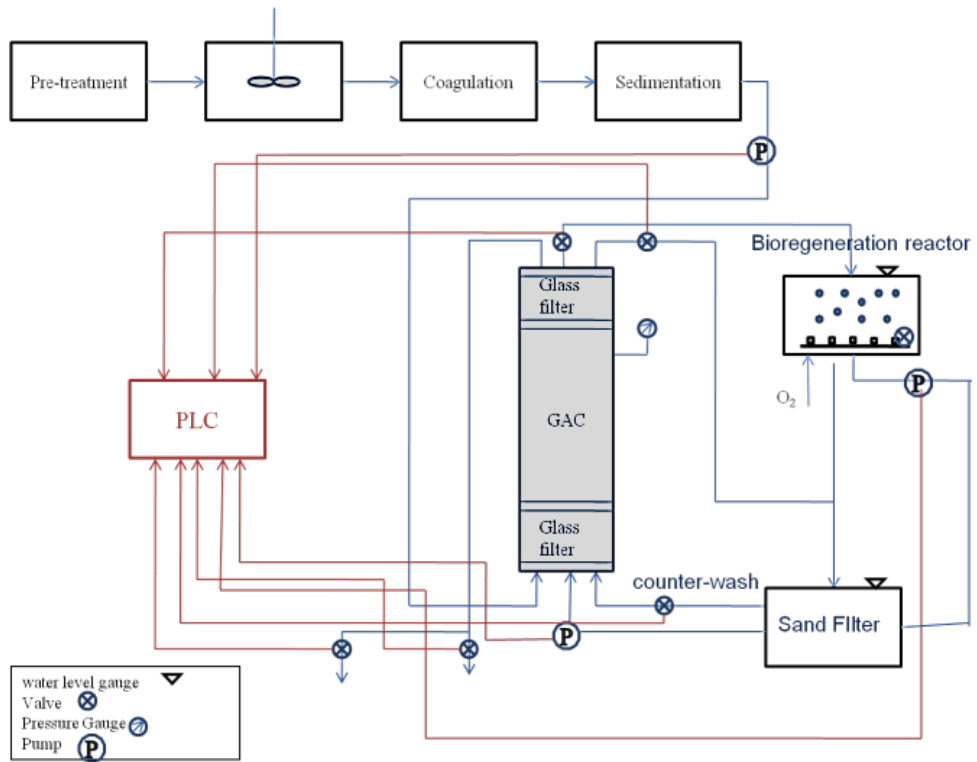 Pre-treatment
Coagulation
Sedimentation
P
Bioregeneration reactor
Glass
filter
P
O2
PLC
GAC
Glass
filter
counter-wash
P
Sand FIlter
water level gauge
Valve
Pressure Gauge
Pump P